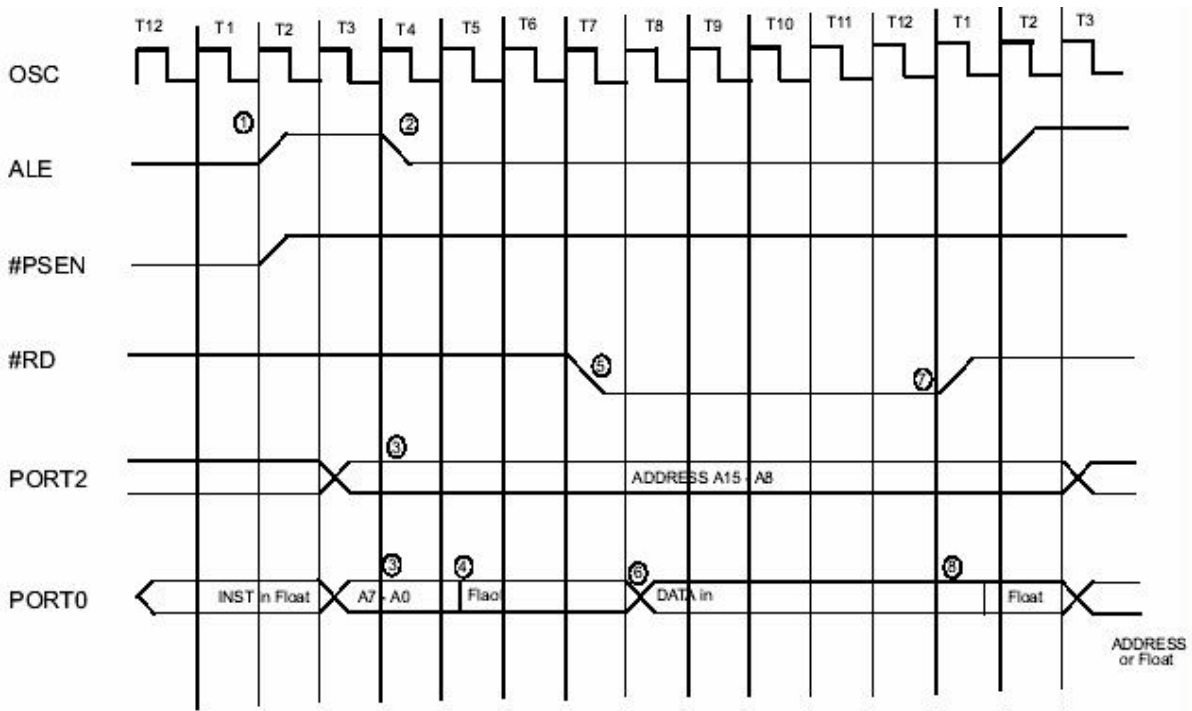 T12 T1 T2 T3 T4 T5 T6 T7 T8 T9 T10 T11 T12 T1 T2 T3
OSC
1 2
ALE
#PSEN
#RD
5 7
3
PORT2 ADDRESS A15 - A8
3 4 6 8
PORT0 INST in Float A7 - A0 Flaot DATA in Float
ADDRESS
or Float